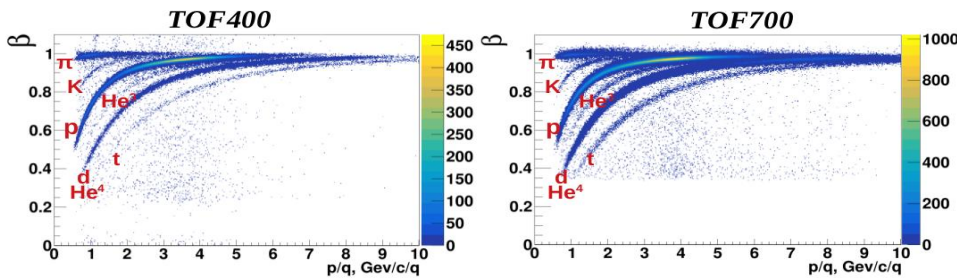 TOF400
β
1
0.8
0.6
0.4
0.2
0
π
K
He³
p
t
d
He⁴
0 1 2 3 4 5 6 7 8 9 10
p/q, Gev/c/q
450
400
350
300
250
200
150
100
50
0
TOF700
β
1
0.8
0.6
0.4
0.2
0
π
K
He³
p
t
d
He⁴
0 1 2 3 4 5 6 7 8 9 10
p/q, Gev/c/q
1000
800
600
400
200
0